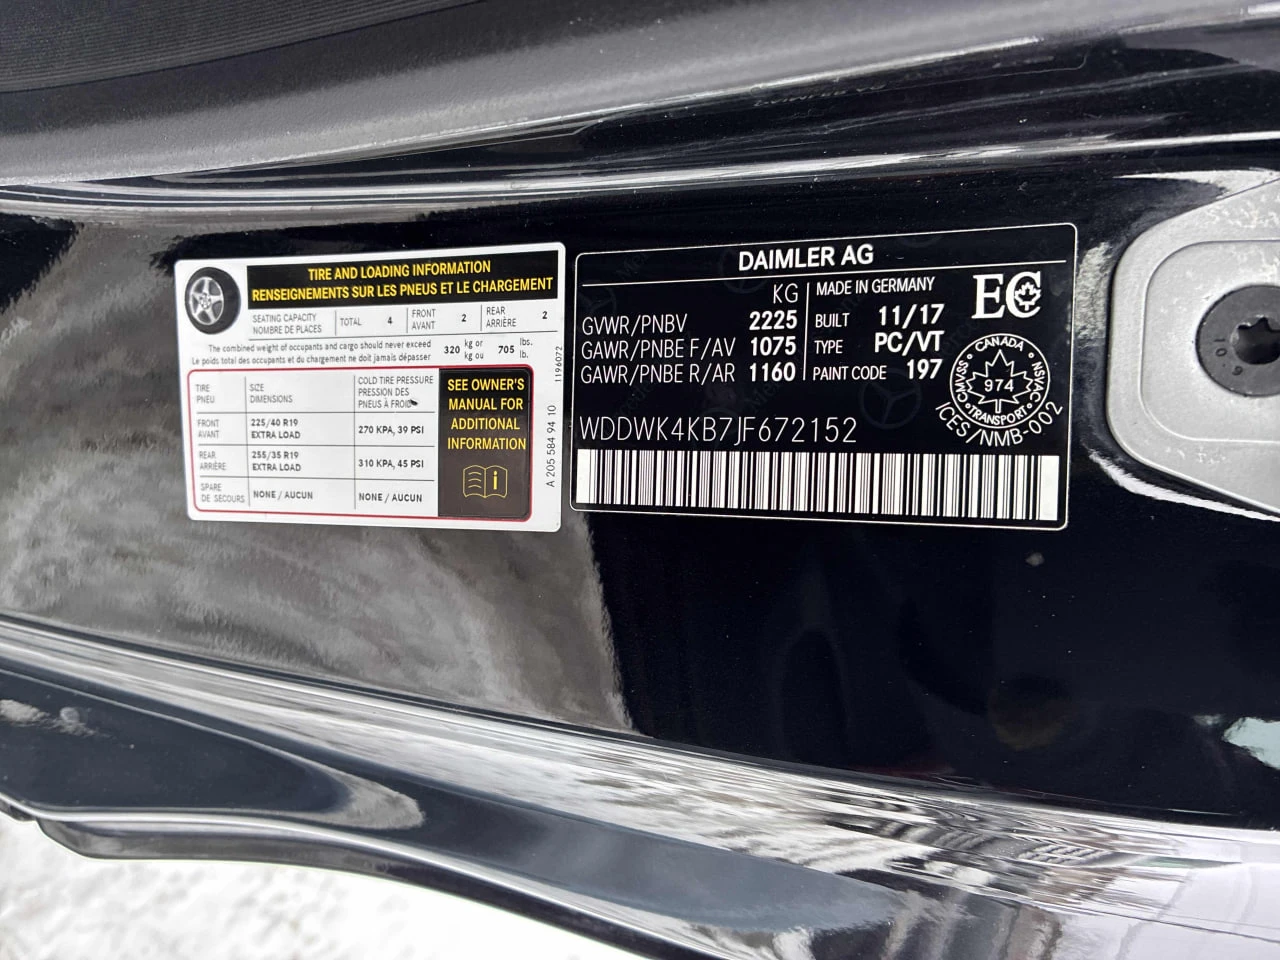 TIRE AND LOADING INFORMATION
RENSEIGNEMENTS SUR LES PNEUS ET LE CHARGEMENT
SEATING CAPACITY
NOMBRE DE PLACES
TOTAL 4
FRONT
AVANT
2
REAR
ARRIÈRE
2
The combined weight of occupants and cargo should never exceed
Le poids total des occupants et du chargement ne doit jamais dépasser
320 kg or
kg ou
705 lbs.
lb.
TIRE
PNEU
SIZE
DIMENSIONS
COLD TIRE PRESSURE
PRESSION DES
PNEUS À FROID
FRONT
AVANT
225/40 R19
EXTRA LOAD
270 KPA, 39 PSI
REAR
ARRIÈRE
255/35 R19
EXTRA LOAD
310 KPA, 45 PSI
SPARE
DE SECOURS
NONE / AUCUN
NONE / AUCUN
SEE OWNER'S
MANUAL FOR
ADDITIONAL
INFORMATION
i
A 205 584 94 10
1196072
DAIMLER AG
KG
GVWR/PNBV 2225
GAWR/PNBE F/AV 1075
GAWR/PNBE R/AR 1160
MADE IN GERMANY
BUILT 11/17
TYPE PC/VT
PAINT CODE 197
EC
CANADA
974
TRANSPORT
CMVSS
NSVAC
ICES/NMB-002
WDDWK4KB7JF672152
10 6